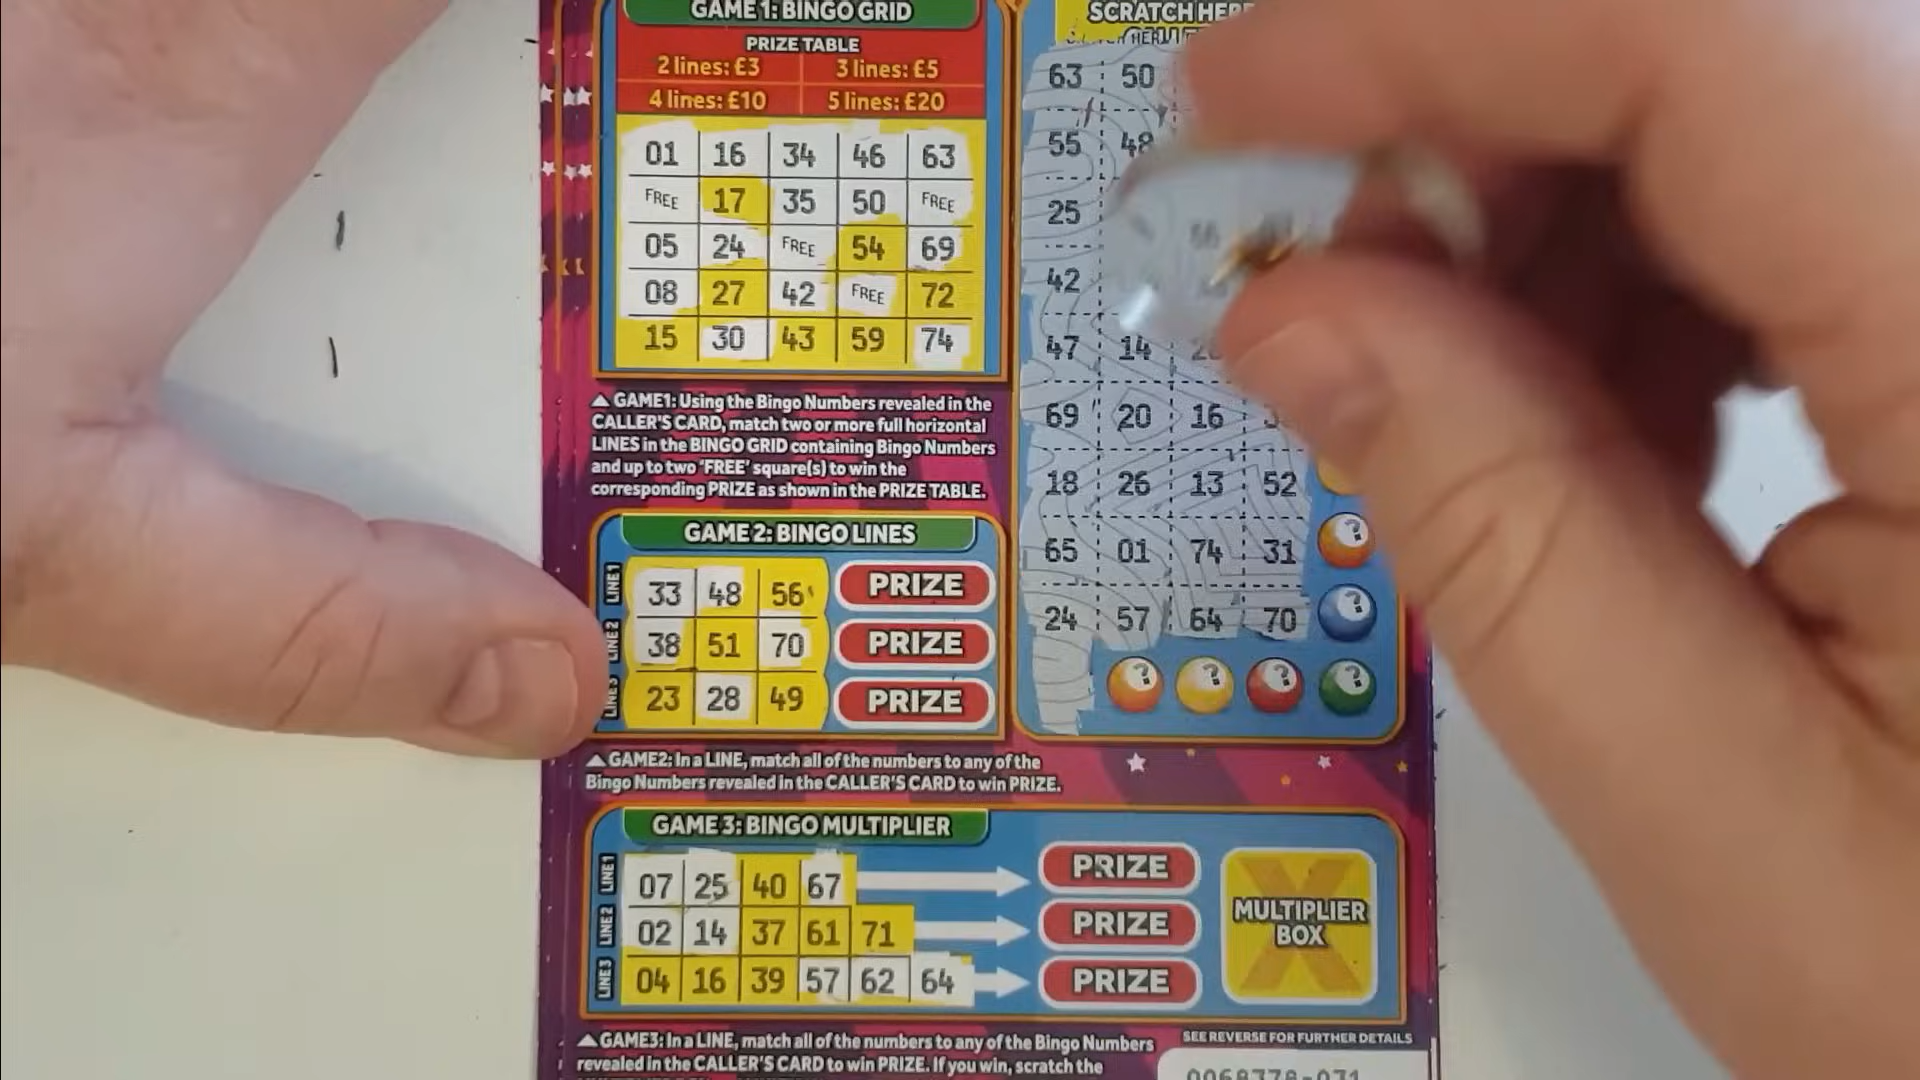 GAME 1: BINGO GRID
PRIZE TABLE
2 lines: £3 3 lines: £5
4 lines: £10 5 lines: £20
01 16 34 46 63
FREE 17 35 50 FREE
05 24 FREE 54 69
08 27 42 FREE 72
15 30 43 59 74
▲ GAME1: Using the Bingo Numbers revealed in the
CALLER'S CARD, match two or more full horizontal
LINES in the BINGO GRID containing Bingo Numbers
and up to two 'FREE' square(s) to win the
corresponding PRIZE as shown in the PRIZE TABLE.
GAME 2: BINGO LINES
LINE 1 33 48 56 PRIZE
LINE 2 38 51 70 PRIZE
LINE 3 23 28 49 PRIZE
▲GAME2: In a LINE, match all of the numbers to any of the
Bingo Numbers revealed in the CALLER'S CARD to win PRIZE.
SCRATCH HERE
63 50
55 48
25
42
47 14
69 20 16
18 26 13 52
65 01 74 31
24 57 64 70
GAME 3: BINGO MULTIPLIER
LINE 1 07 25 40 67 PRIZE
LINE 2 02 14 37 61 71 PRIZE
LINE 3 04 16 39 57 62 64 PRIZE
MULTIPLIER
BOX
▲GAME3: In a LINE, match all of the numbers to any of the Bingo Numbers
revealed in the CALLER'S CARD to win PRIZE. If you win, scratch the
SEE REVERSE FOR FURTHER DETAILS
0068778-031